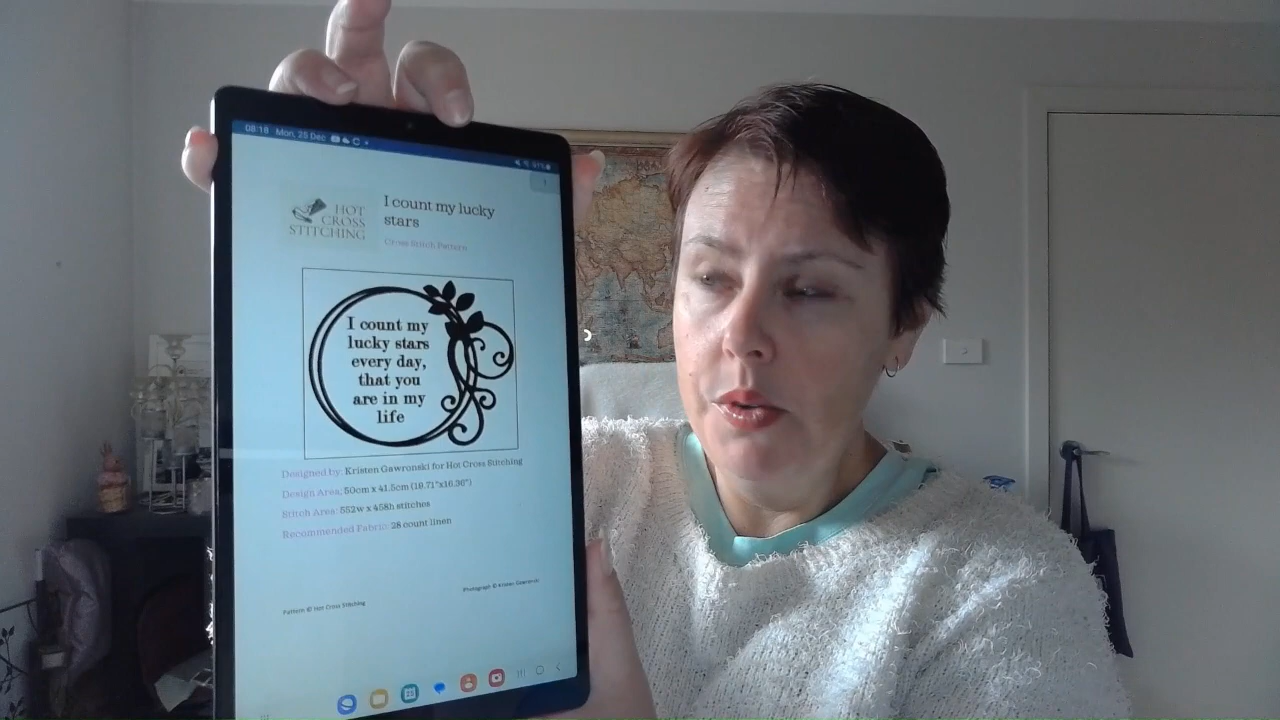 08:18 Mon, 25 Dec
HOT
CROSS
STITCHING
I count my lucky
stars
Cross Stitch Pattern
I count my
lucky stars
every day,
that you
are in my
life
Designed by: Kristen Gawronski for Hot Cross Stitching
Design Area: 50cm x 41.5cm (19.71"x16.36")
Stitch Area: 552w x 458h stitches
Recommended Fabric: 28 count linen
Photograph © Kristen Gawronski
Pattern © Hot Cross Stitching